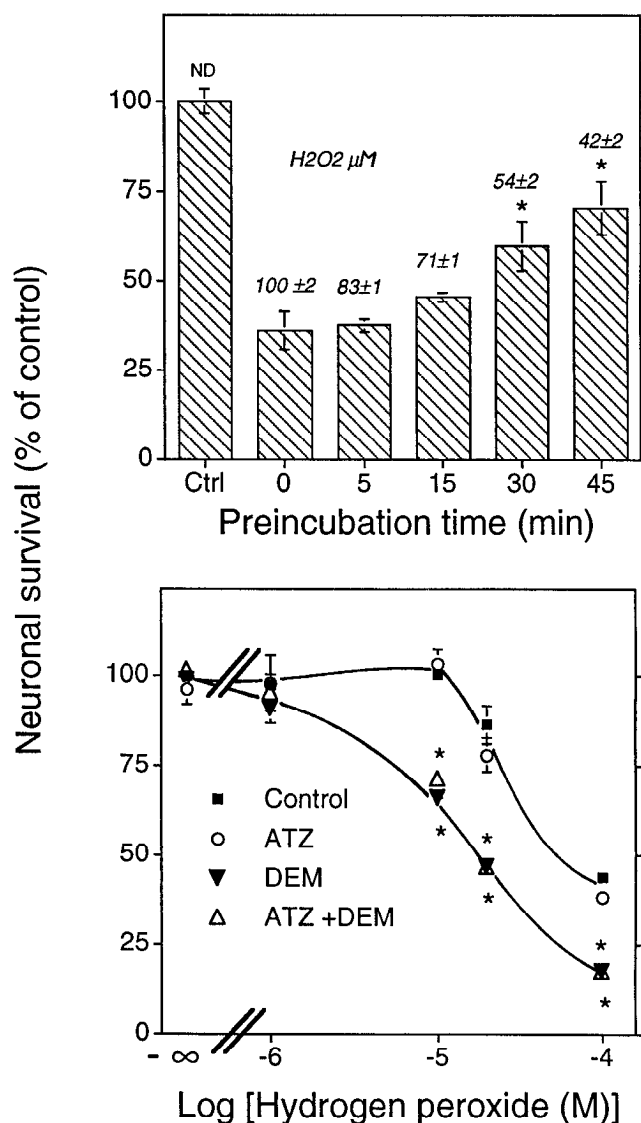 Neuronal survival (% of control)
ND
100
75
50
25
0
H2O2 µM
100 ±2
83±1
71±1
54±2
*
42±2
*
Ctrl 0 5 15 30 45
Preincubation time (min)
100
75
50
25
0
Control
ATZ
DEM
ATZ +DEM
*
*
*
*
*
*
- ∞ -6 -5 -4
Log [Hydrogen peroxide (M)]